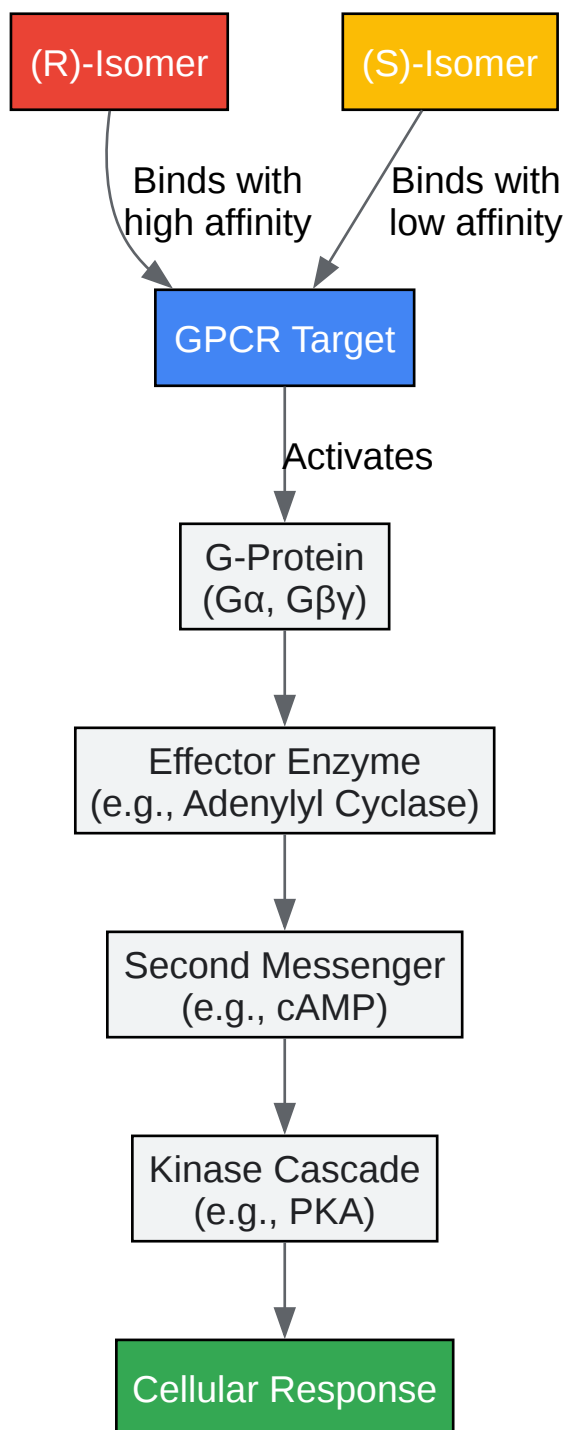 (R)-Isomer
(S)-Isomer
Binds with
high affinity
Binds with
low affinity
GPCR Target
Activates
G-Protein
(Gα, Gβγ)
Effector Enzyme
(e.g., Adenylyl Cyclase)
Second Messenger
(e.g., cAMP)
Kinase Cascade
(e.g., PKA)
Cellular Response